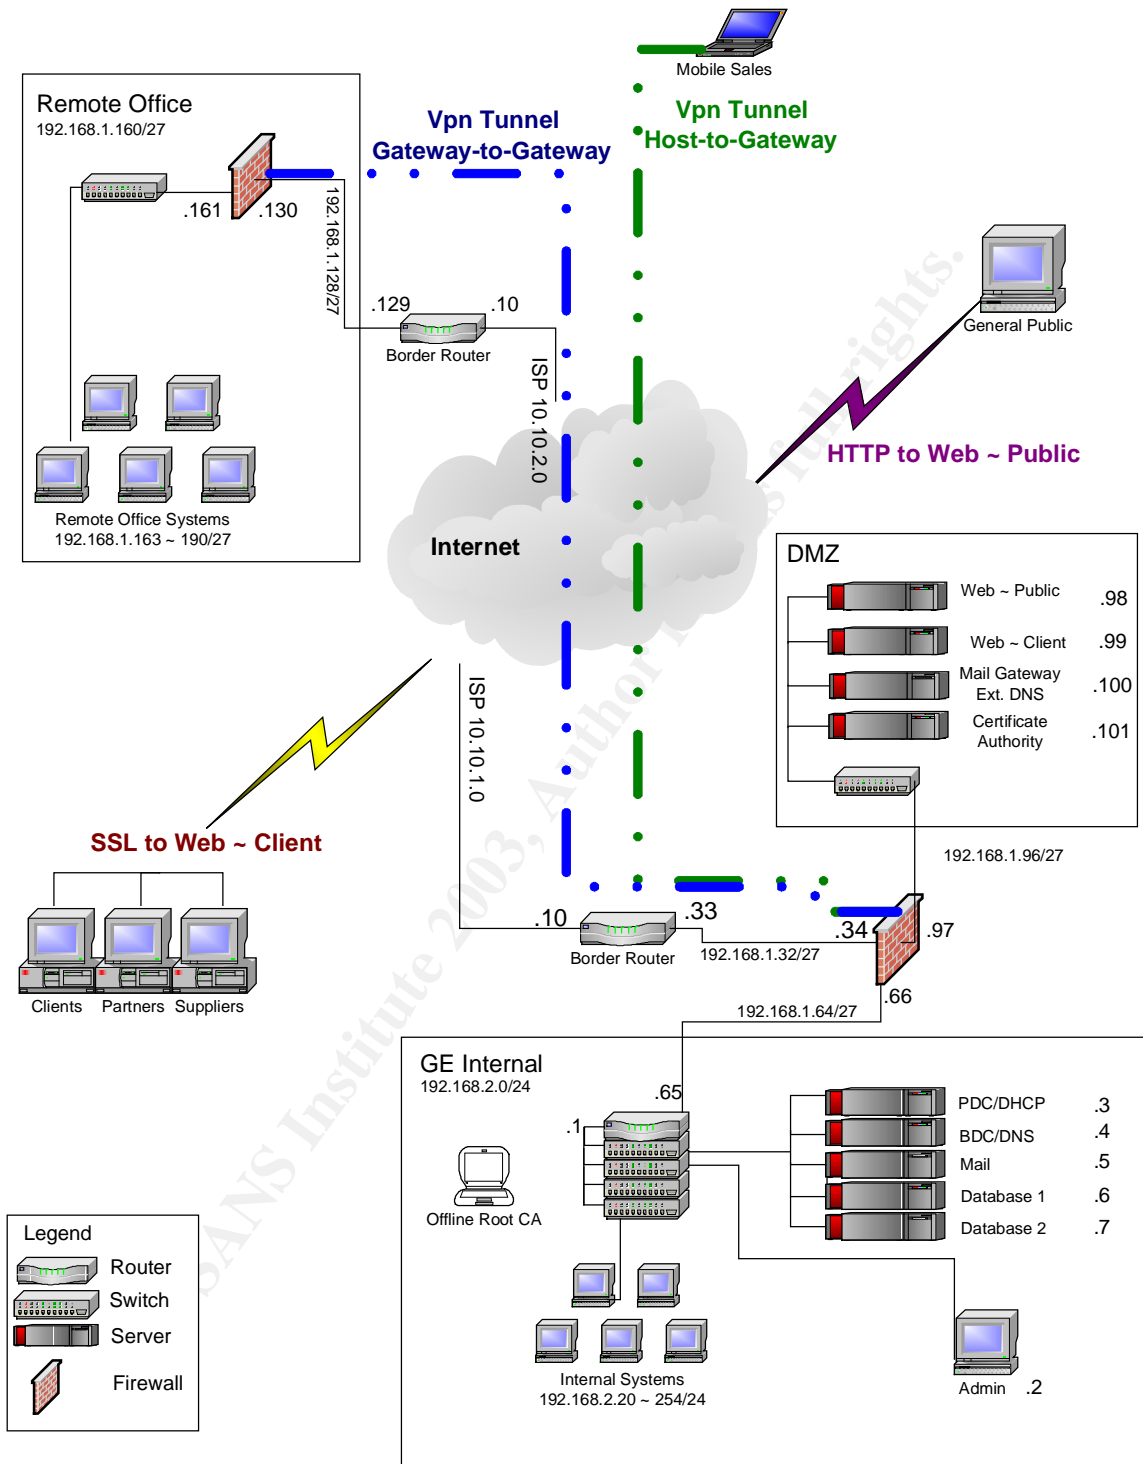 Mobile Sales
Remote Office
192.168.1.160/27
Vpn Tunnel
Gateway-to-Gateway
Vpn Tunnel
Host-to-Gateway
.161
.130
192.168.1.128/27
.129
.10
Border Router
General Public
ISP 10.10.2.0
HTTP to Web ~ Public
Remote Office Systems
192.168.1.163 ~ 190/27
Internet
DMZ
Web ~ Public
.98
Web ~ Client
.99
Mail Gateway
Ext. DNS
.100
Certificate
Authority
.101
ISP 10.10.1.0
SSL to Web ~ Client
192.168.1.96/27
.10
.33
.34
.97
Border Router
192.168.1.32/27
Clients
Partners
Suppliers
.66
192.168.1.64/27
GE Internal
192.168.2.0/24
.65
.1
PDC/DHCP
.3
BDC/DNS
.4
Mail
.5
Database 1
.6
Database 2
.7
Offline Root CA
Legend
Router
Switch
Server
Firewall
Internal Systems
192.168.2.20 ~ 254/24
Admin
.2
SANS Institute 2003, Author
full rights.